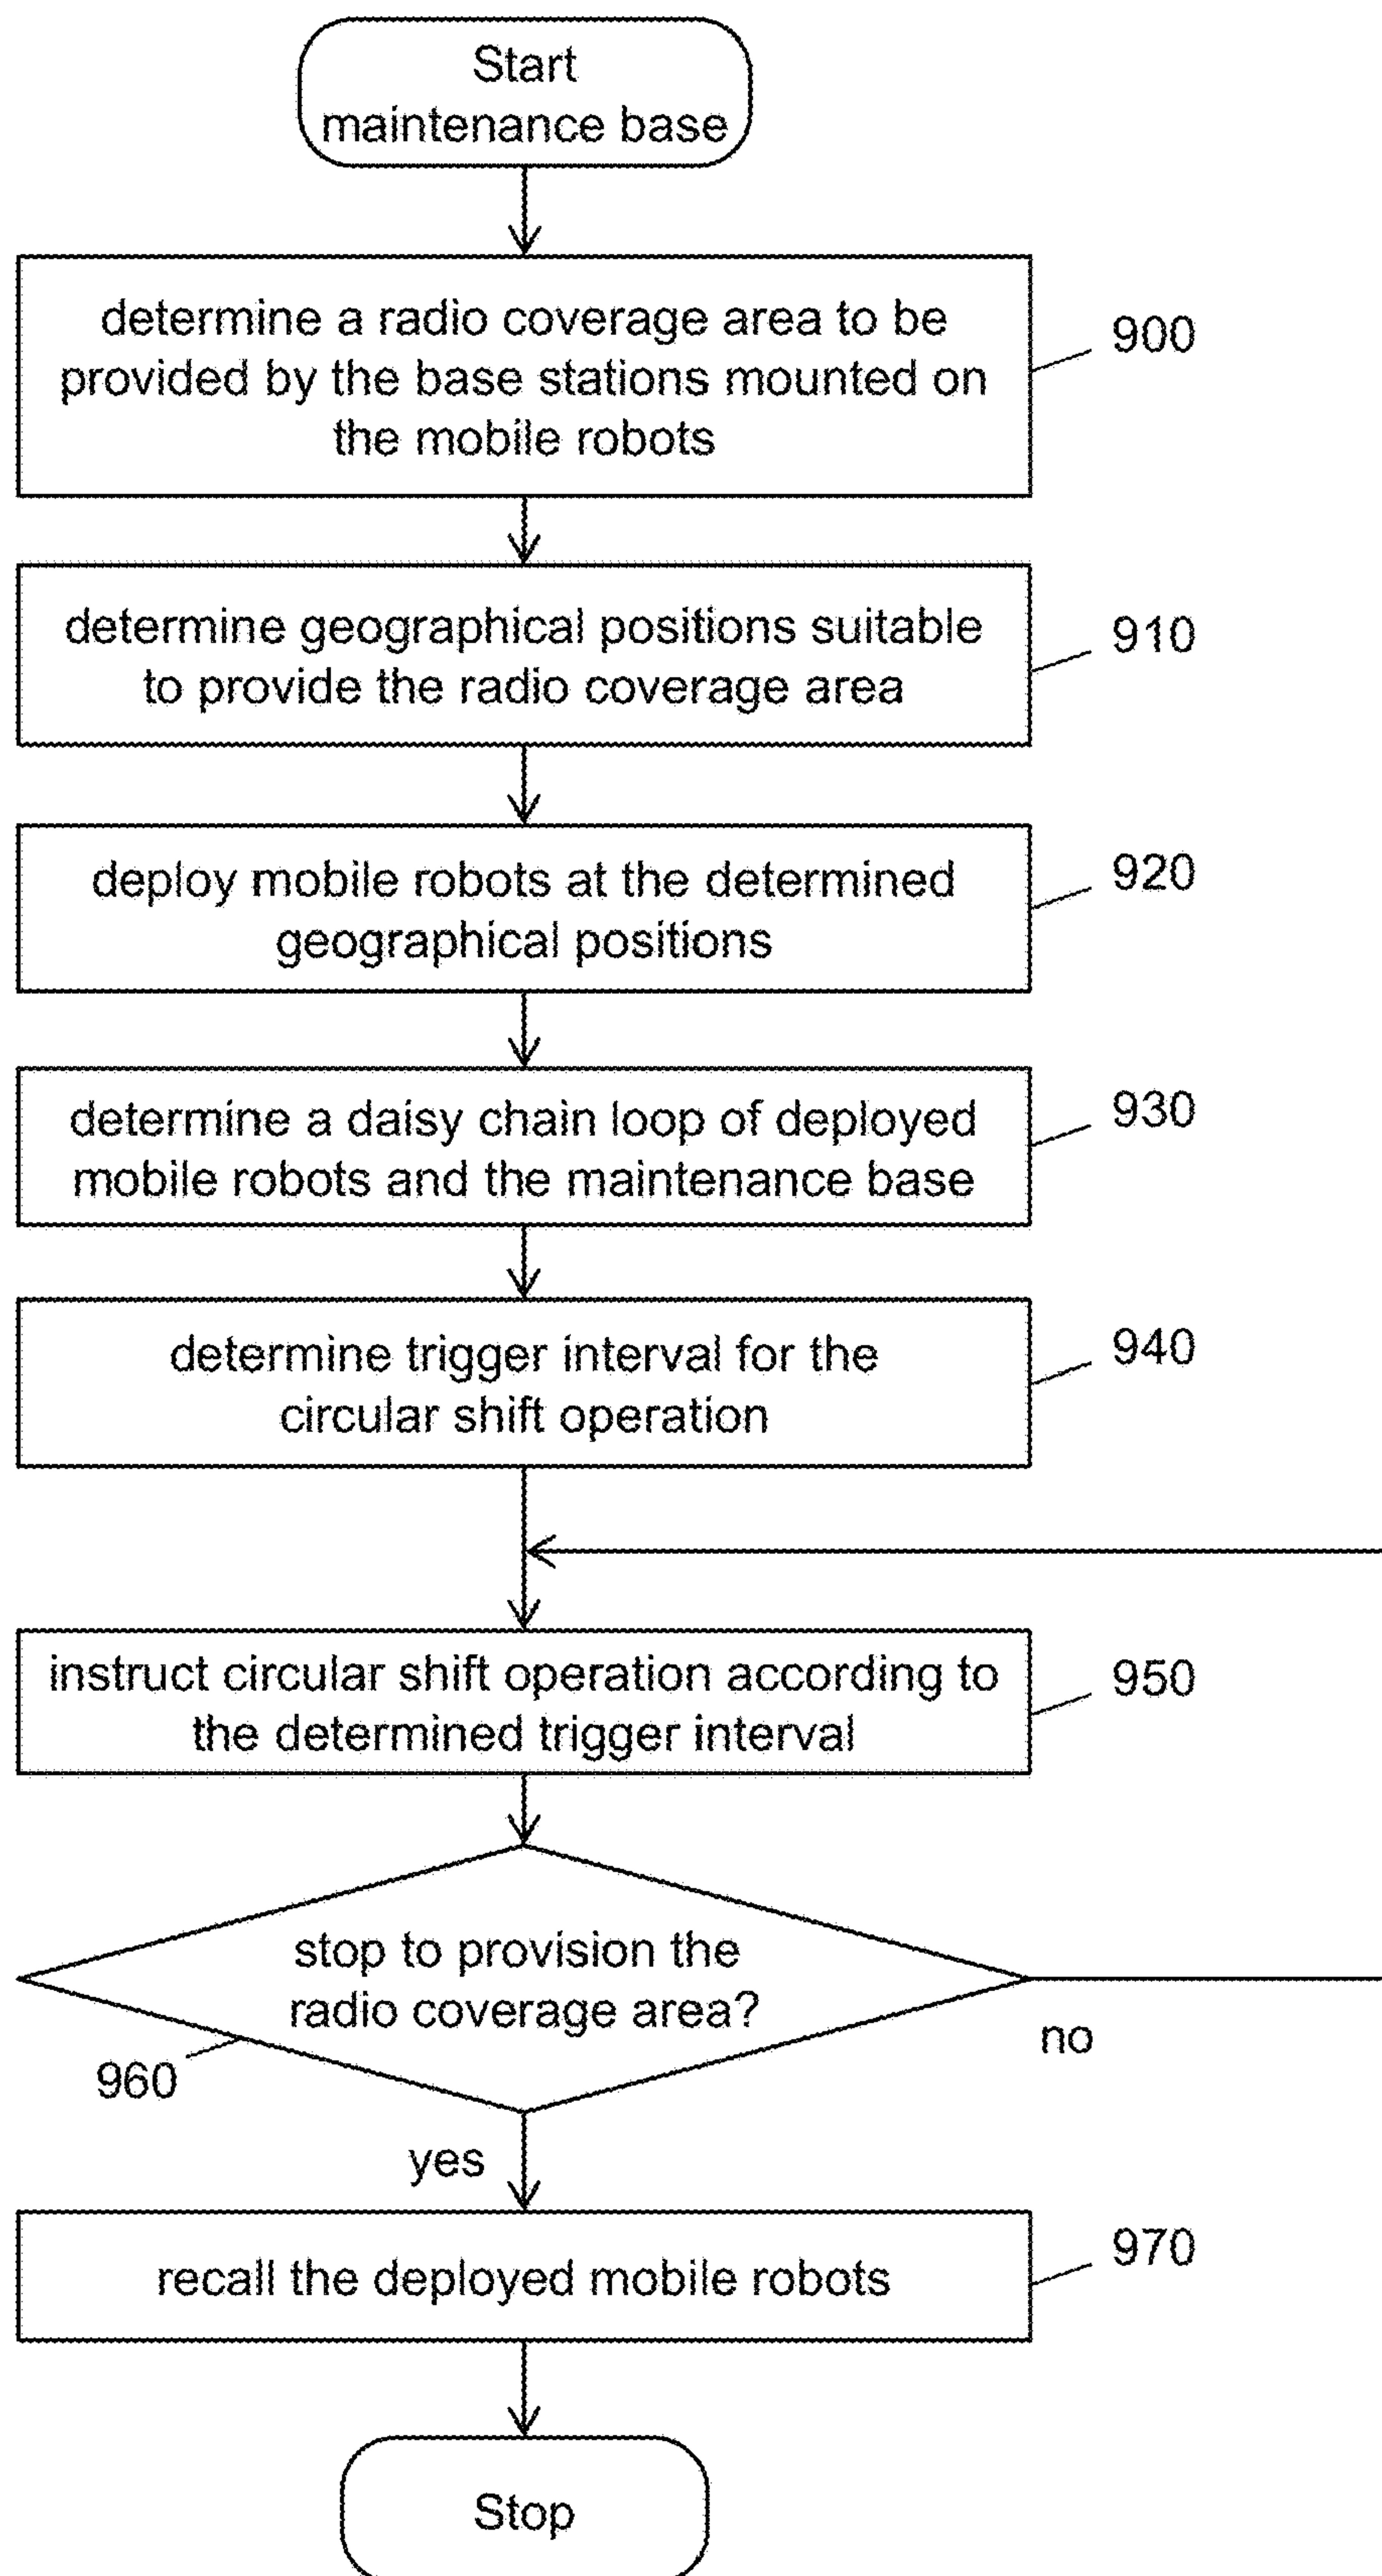 Start
maintenance base
determine a radio coverage area to be
provided by the base stations mounted on
the mobile robots
900
determine geographical positions suitable
to provide the radio coverage area
910
deploy mobile robots at the determined
geographical positions
920
determine a daisy chain loop of deployed
mobile robots and the maintenance base
930
determine trigger interval for the
circular shift operation
940
instruct circular shift operation according to
the determined trigger interval
950
stop to provision the
radio coverage area?
960
no
yes
recall the deployed mobile robots
970
Stop